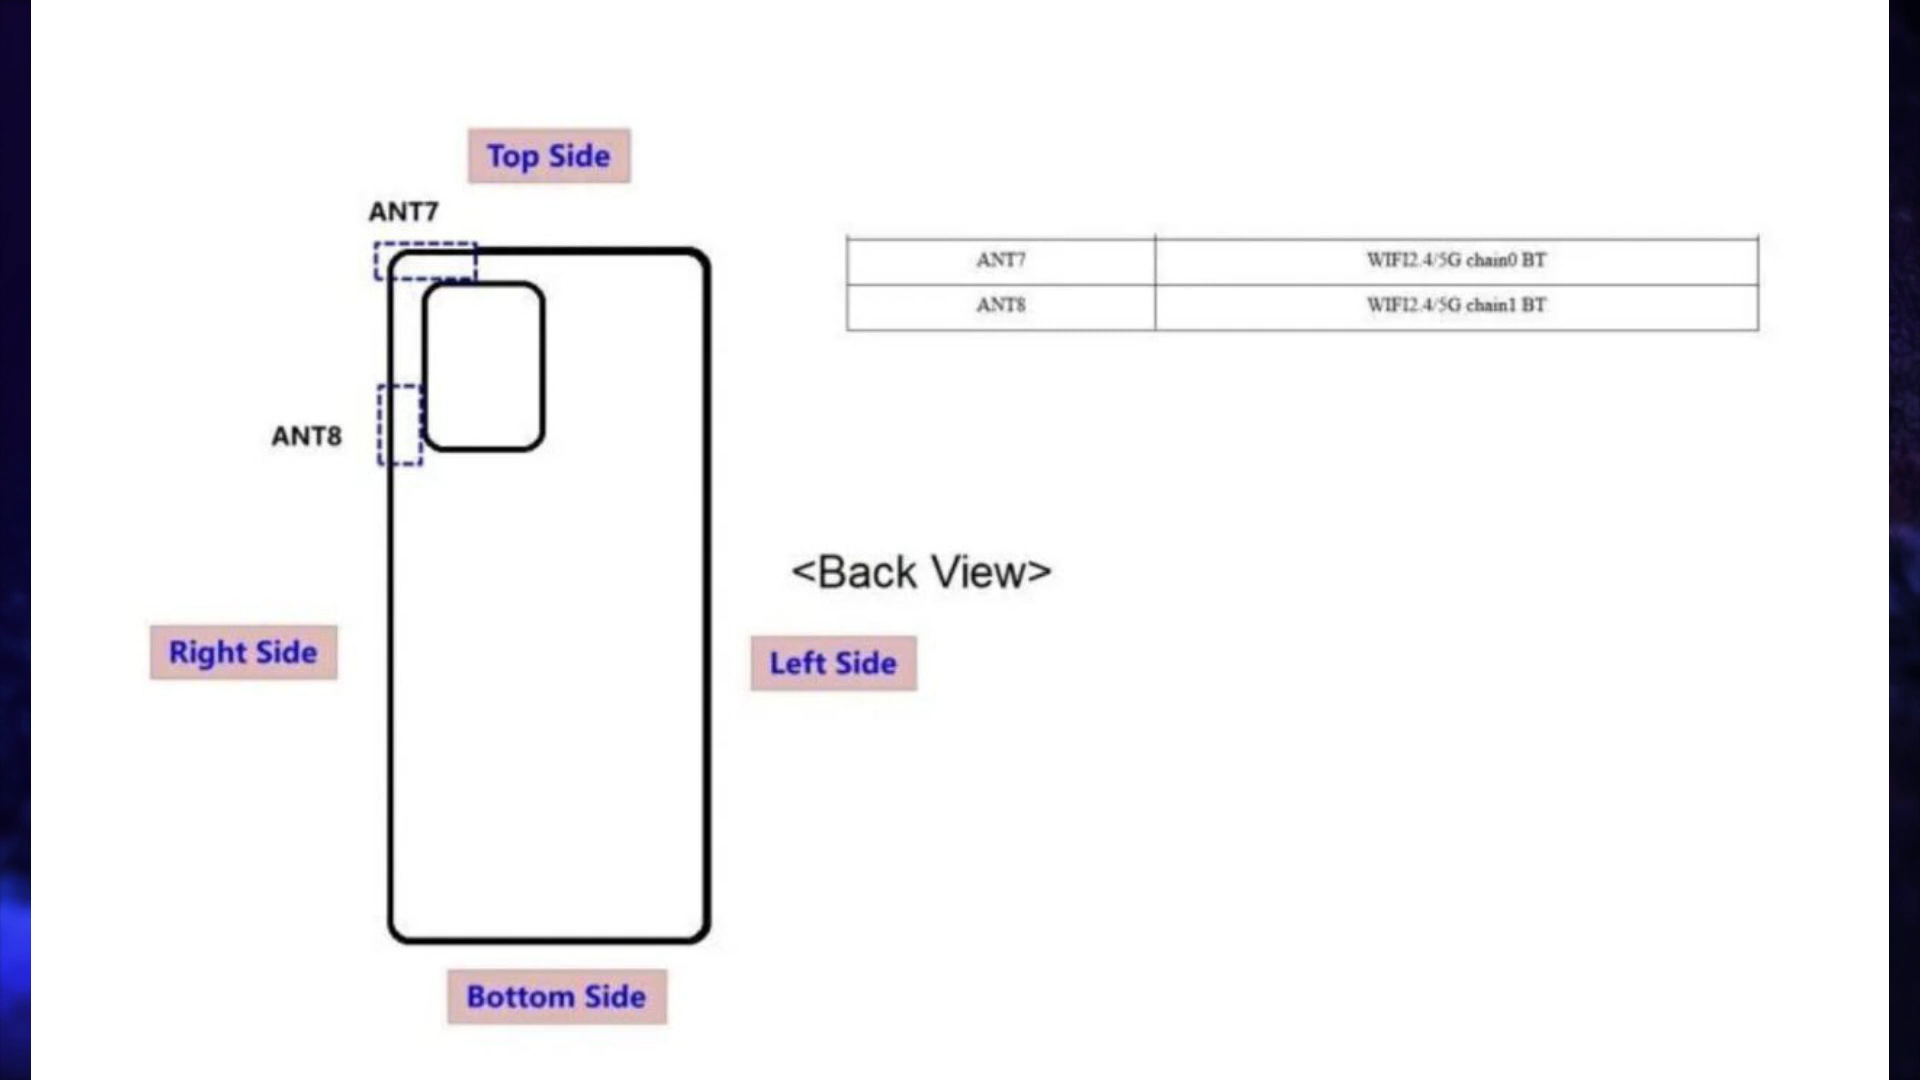 Top Side
ANT7
ANT7 WIFI2.4/5G chain0 BT
ANT8 WIFI2.4/5G chain1 BT
ANT8
<Back View>
Right Side
Left Side
Bottom Side